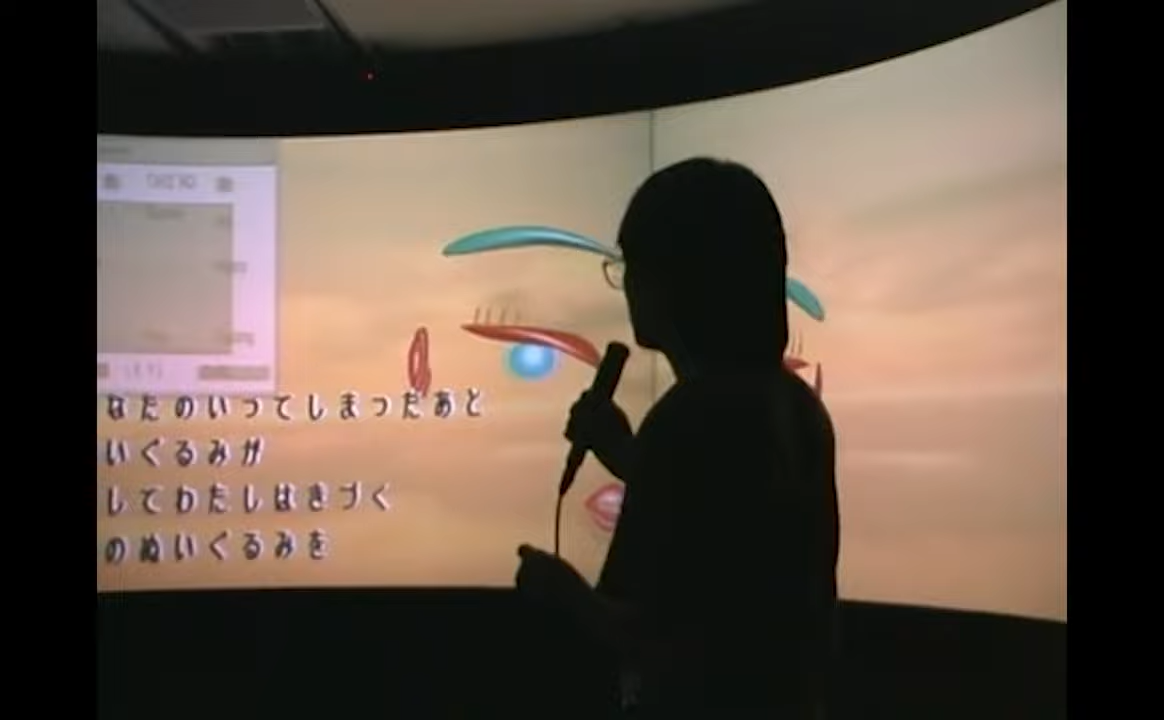 なたのいってしまったあと
いぐるみが
してわたしはきづく
のぬいぐるみを